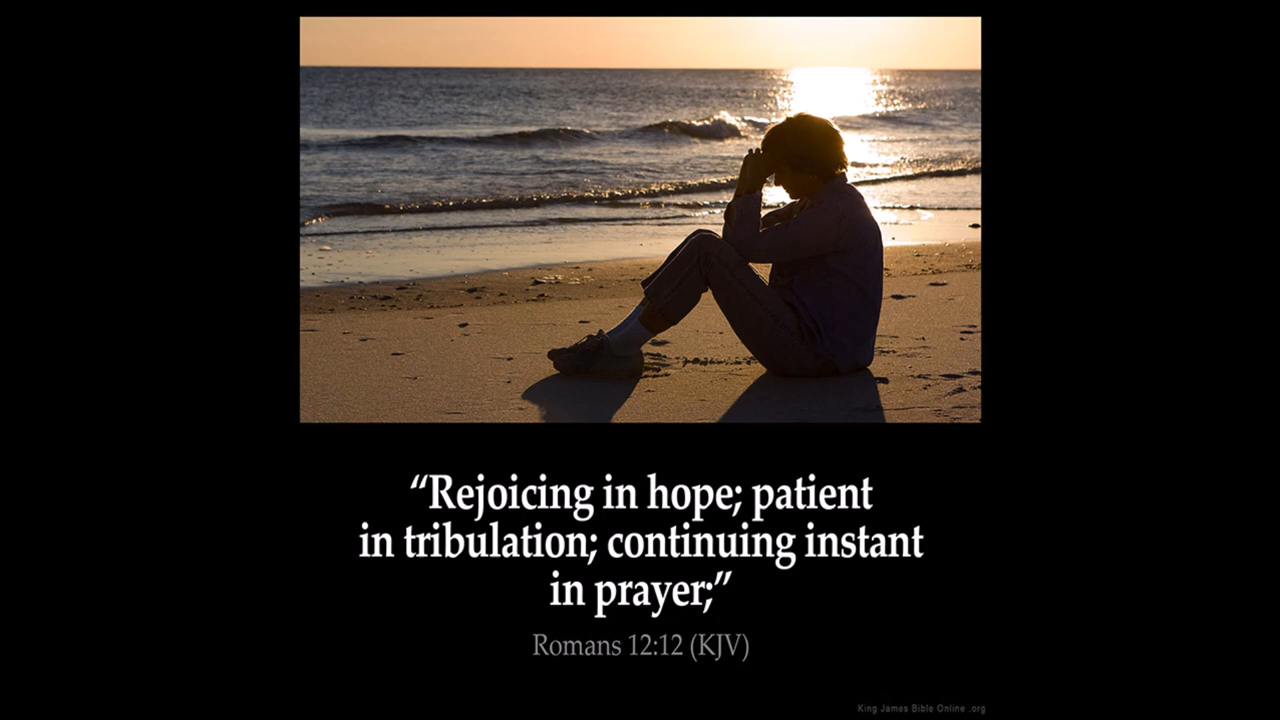 “Rejoicing in hope; patient
in tribulation; continuing instant
in prayer;”
Romans 12:12 (KJV)
King James Bible Online .org